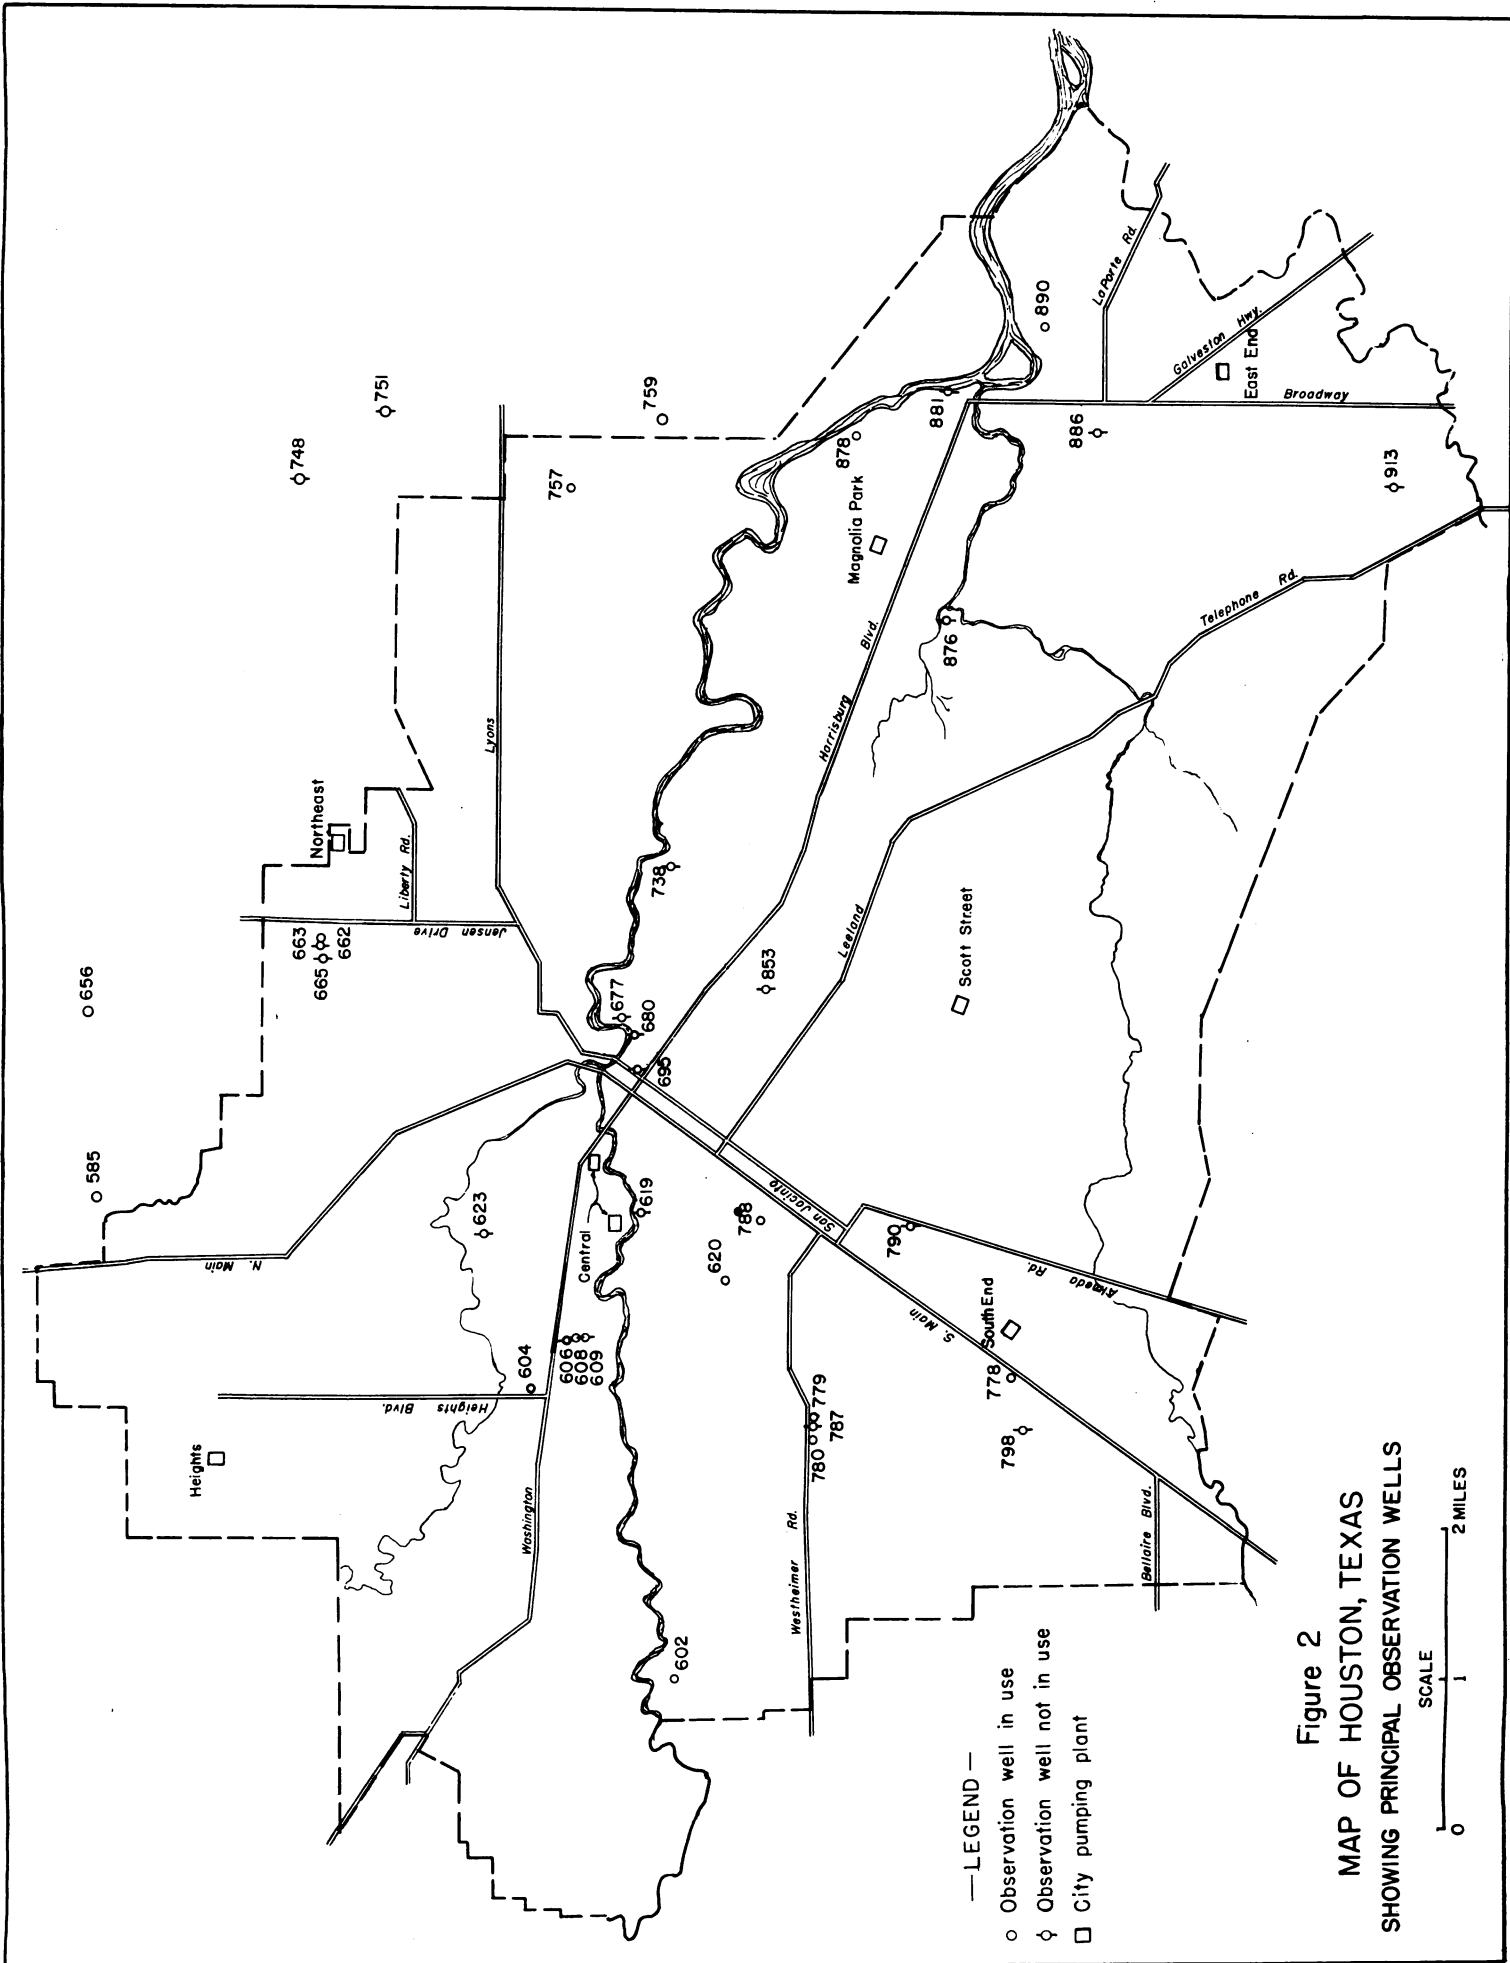 585
656
N. Main
Heights
Heights Blvd.
623
663
665
662
Northeast
Liberty Rd.
Jensen Drive
748
751
Lyons
757
759
604
606
608
609
Washington
Central
619
677
680
695
738
602
620
788
853
Harrisburg Blvd.
Magnolia Park
878
881
890
876
886
LaPorte Rd.
Galveston Hwy.
East End
Broadway
913
Telephone Rd.
Leeland
Scott Street
San Jacinto
S. Main
790
Almeda Rd.
South End
778
798
779
780
787
Westheimer Rd.
Bellaire Blvd.
—LEGEND—
Observation well in use
Observation well not in use
City pumping plant
Figure 2
MAP OF HOUSTON, TEXAS
SHOWING PRINCIPAL OBSERVATION WELLS
SCALE
0 1 2 MILES